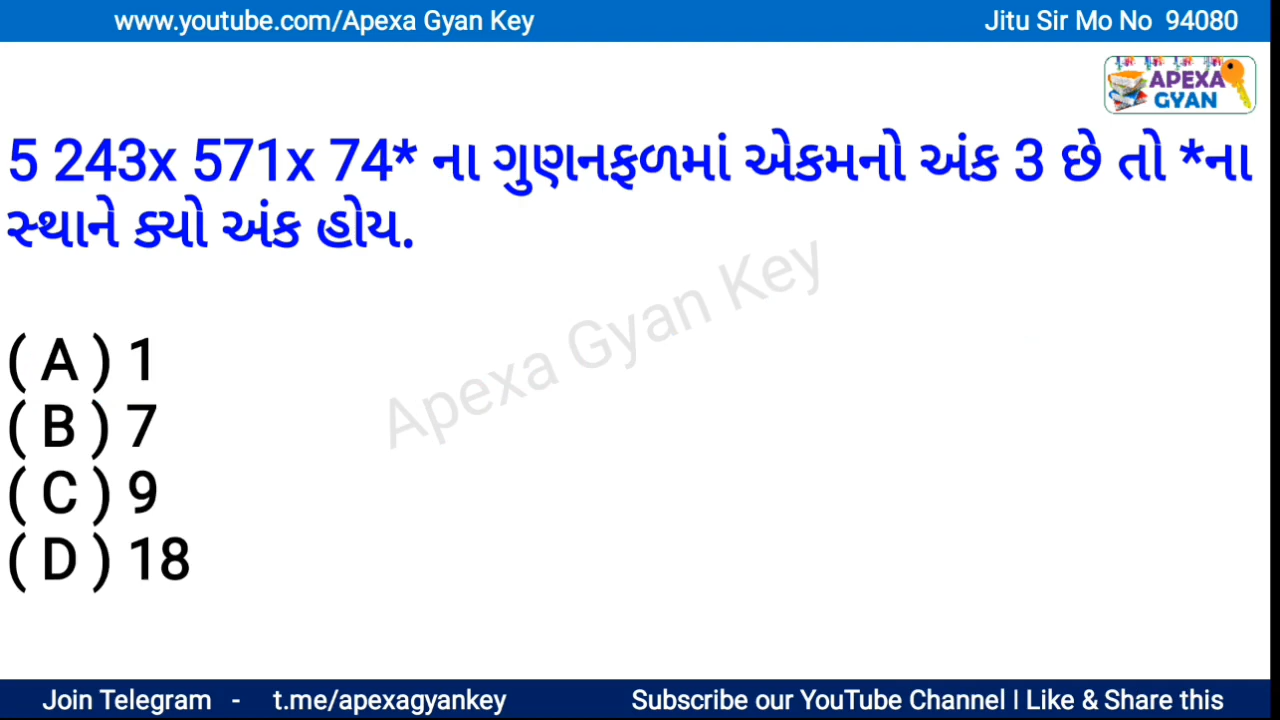 www.youtube.com/Apexa Gyan Key Jitu Sir Mo No 94080
APEXA
GYAN
5 243x 571x 74* ના ગુણનફળમાં એકમનો અંક 3 છે તો *ના
સ્થાને ક્યો અંક હોય.
Apexa Gyan Key
( A ) 1
( B ) 7
( C ) 9
( D ) 18
Join Telegram - t.me/apexagyankey Subscribe our YouTube Channel | Like & Share this